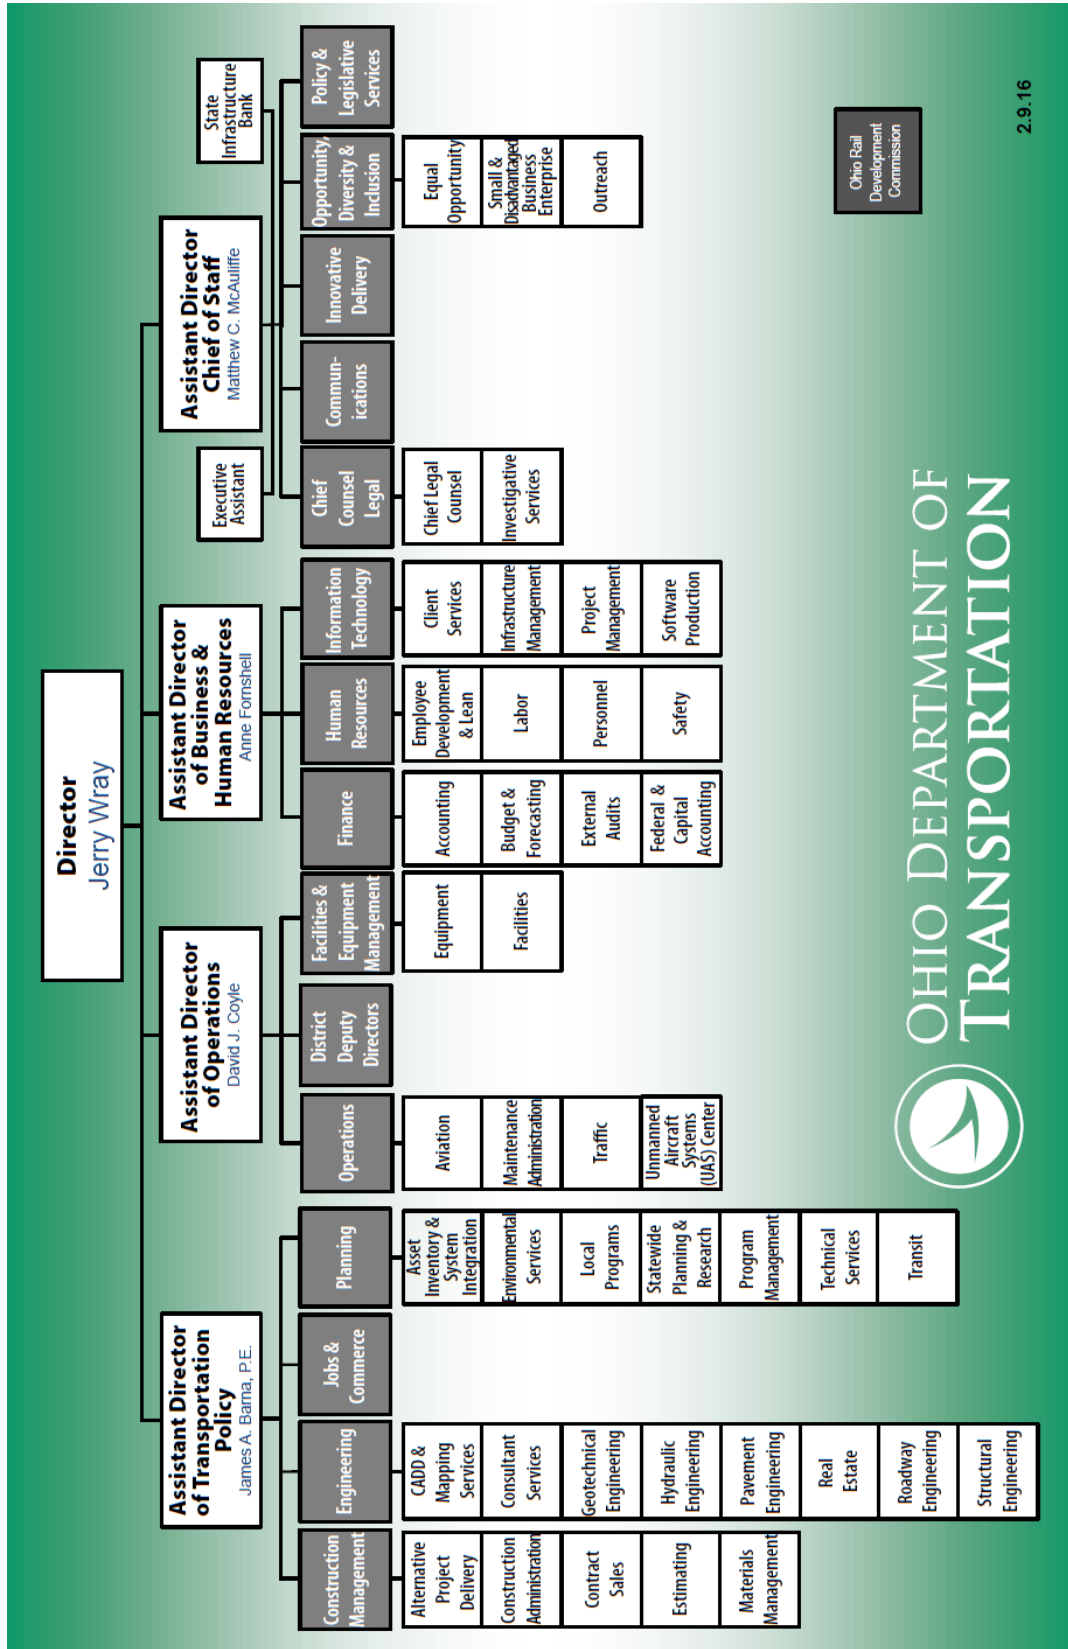 Director
Jerry Wray
Assistant Director
of Transportation
Policy
James A. Barna, P.E.
Assistant Director
of Operations
David J. Coyle
Assistant Director
of Business &
Human Resources
Anne Fornshell
Assistant Director
Chief of Staff
Matthew C. McAuliffe
Executive
Assistant
State
Infrastructure
Bank
Construction
Management
Alternative
Project
Delivery
Construction
Administration
Contract
Sales
Estimating
Materials
Management
Engineering
CADD &
Mapping
Services
Consultant
Services
Geotechnical
Engineering
Hydraulic
Engineering
Pavement
Engineering
Real
Estate
Roadway
Engineering
Structural
Engineering
Jobs &
Commerce
Planning
Asset
Inventory &
System
Integration
Environmental
Services
Local
Programs
Statewide
Planning &
Research
Program
Management
Technical
Services
Transit
Operations
Aviation
Maintenance
Administration
Traffic
Unmanned
Aircraft
Systems
(UAS) Center
District
Deputy
Directors
Facilities &
Equipment
Management
Equipment
Facilities
Finance
Accounting
Budget &
Forecasting
External
Audits
Federal &
Capital
Accounting
Human
Resources
Employee
Development
& Lean
Labor
Personnel
Safety
Information
Technology
Client
Services
Infrastructure
Management
Project
Management
Software
Production
Chief
Counsel
Legal
Chief Legal
Counsel
Investigative
Services
Commun-
ications
Innovative
Delivery
Opportunity,
Diversity &
Inclusion
Equal
Opportunity
Small &
Disadvantaged
Business
Enterprise
Outreach
Policy &
Legislative
Services
Ohio Rail
Development
Commission
OHIO DEPARTMENT OF
TRANSPORTATION
2.9.16